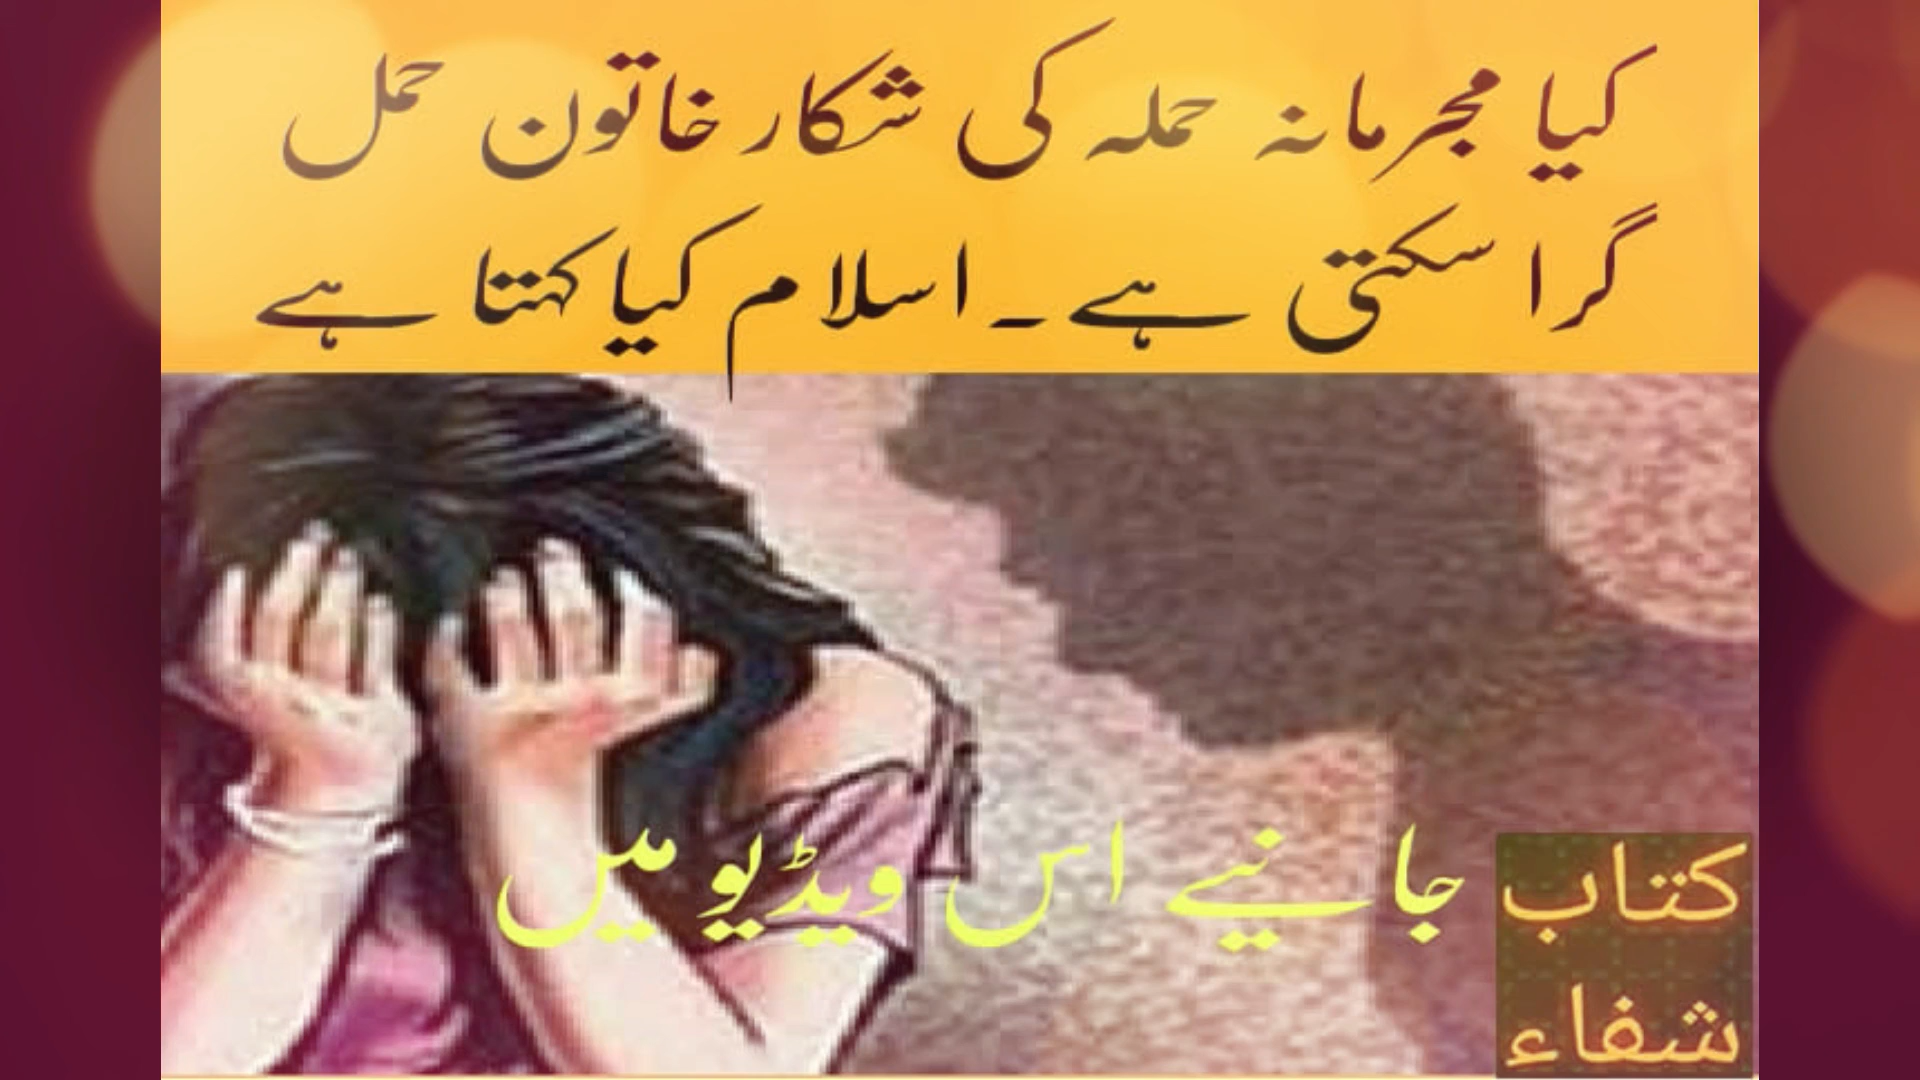 کیا مجرمانہ حملہ کی شکار خاتون حمل
گرا سکتی ہے ۔ اسلام کیا کہتا ہے
جانیے اس ویڈیو میں
کتاب
شفاء